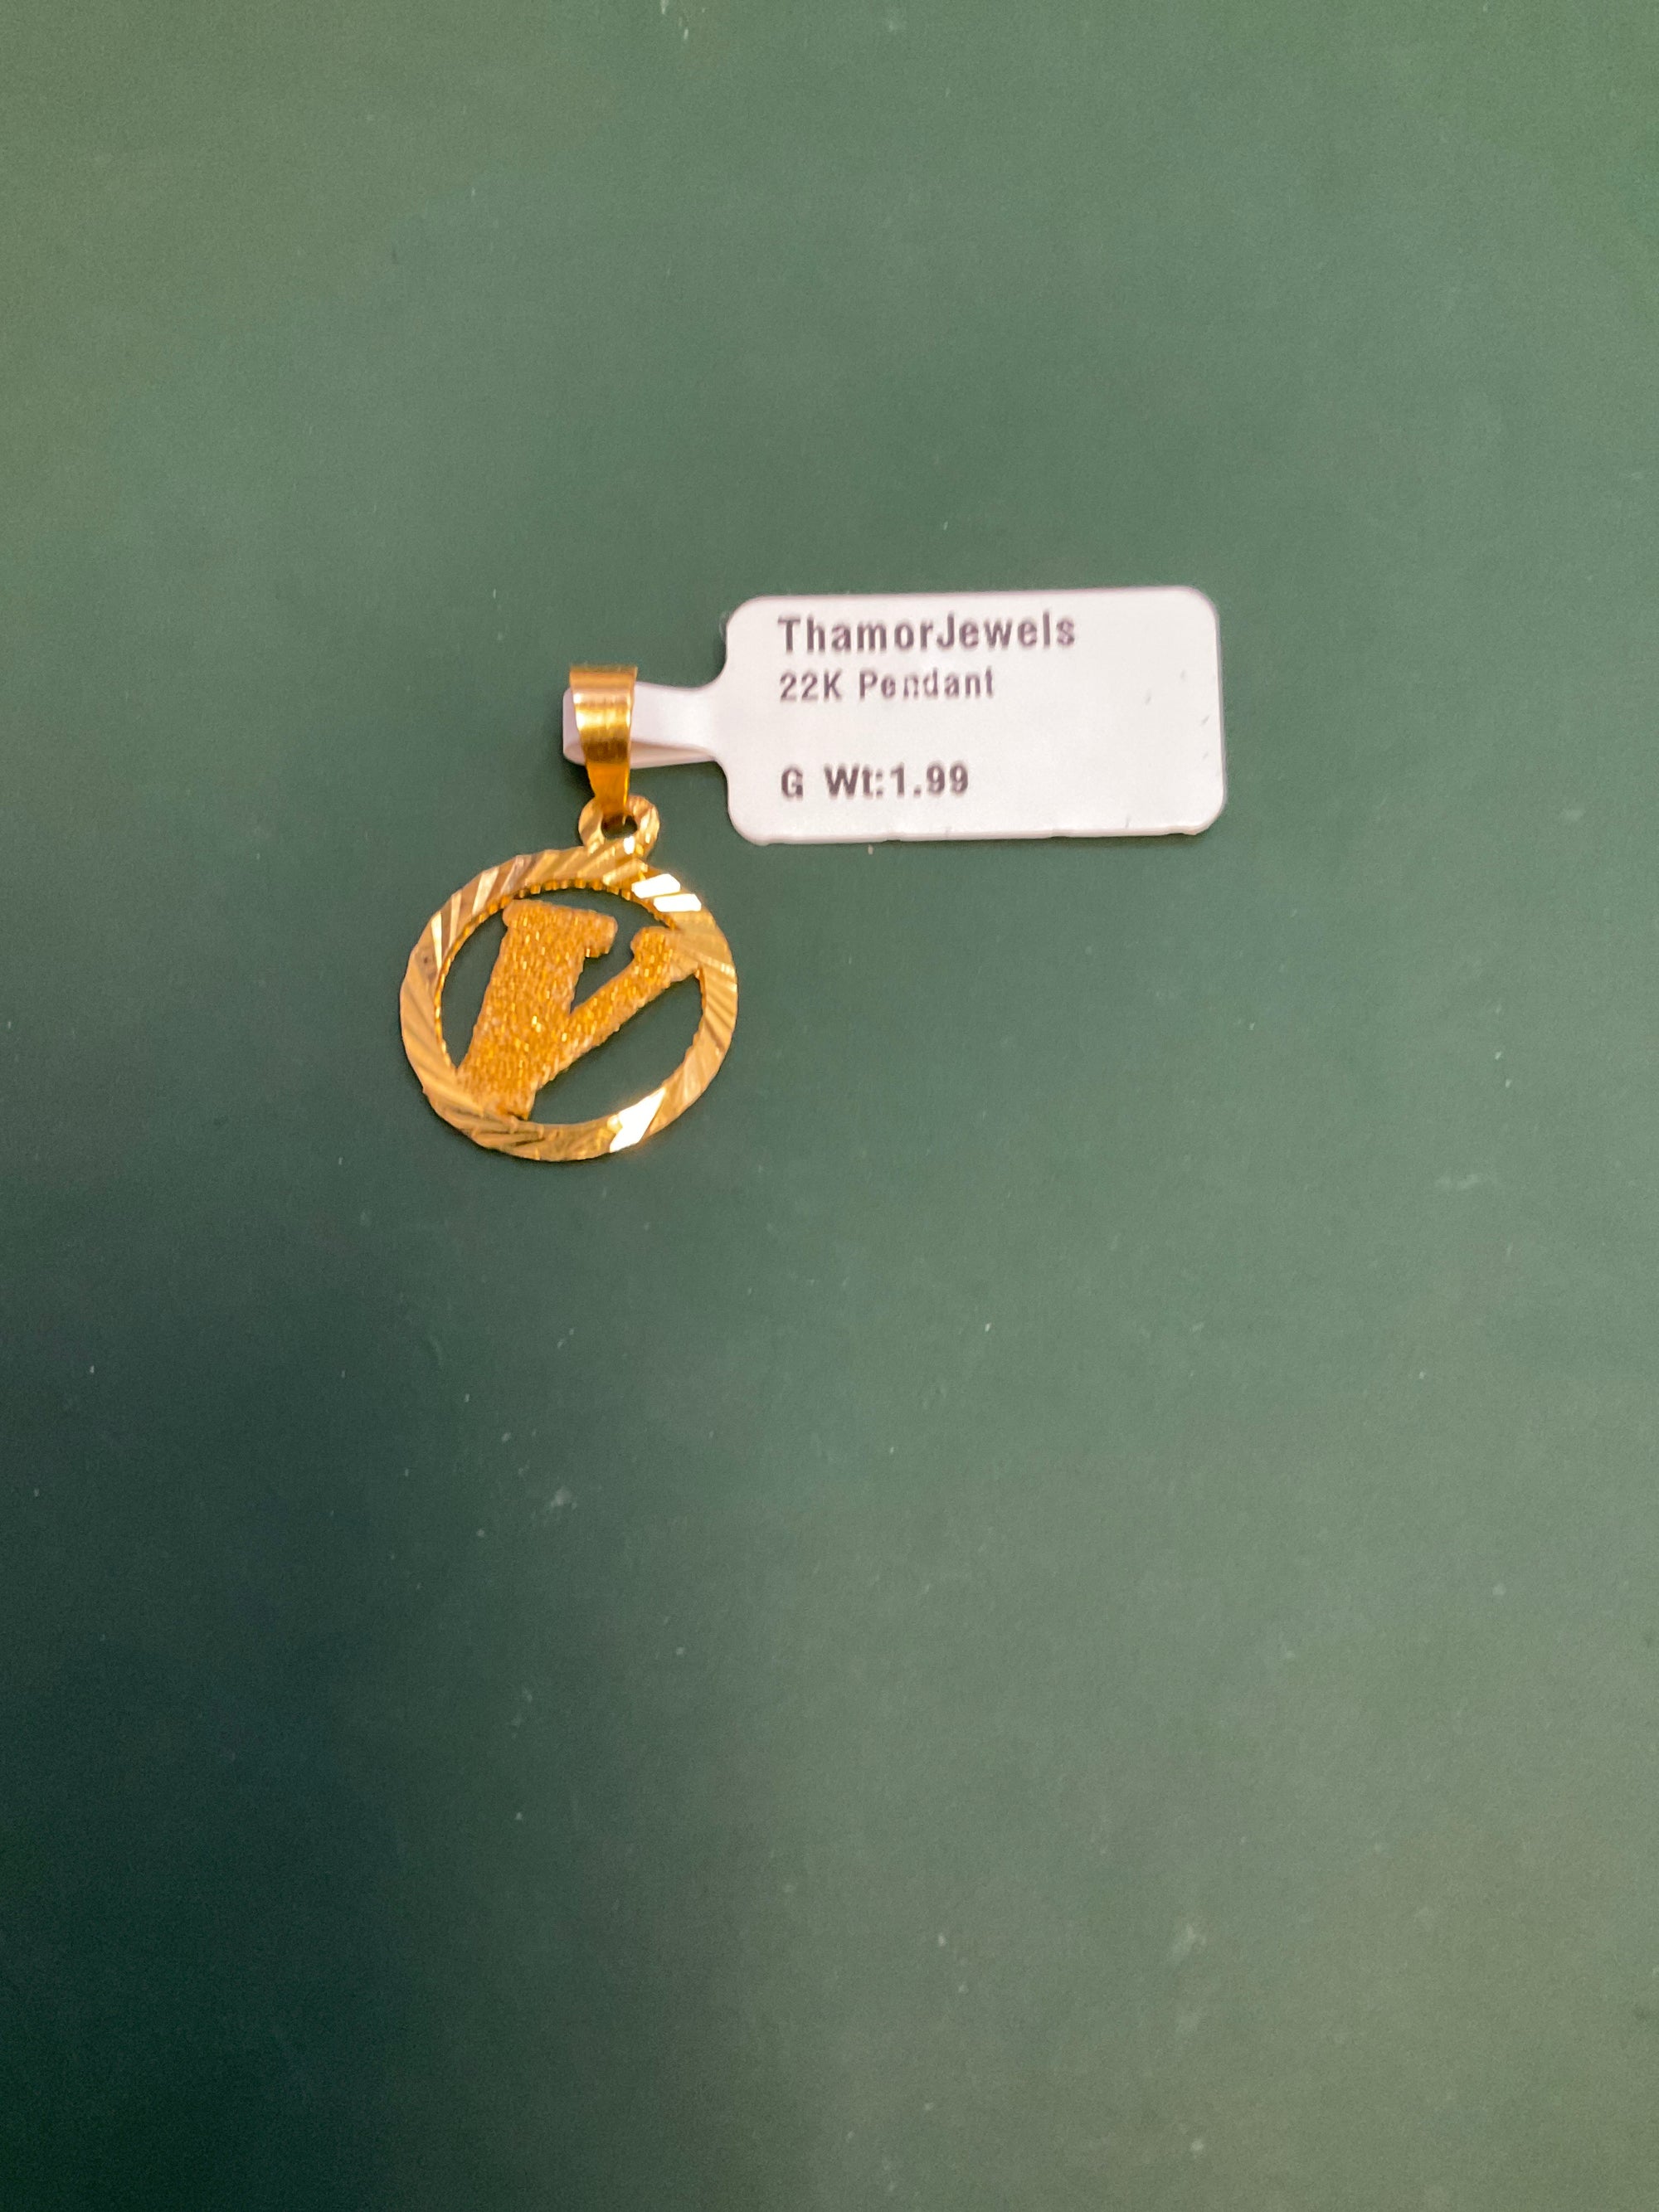 ThamorJewels
22K Pendant
G Wt:1.99
V